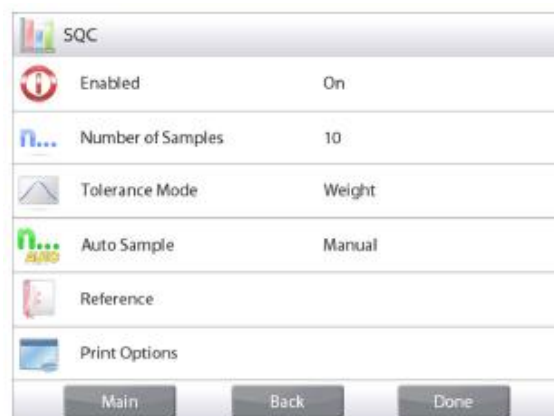 SQC
Enabled On
n... Number of Samples 10
Tolerance Mode Weight
n... AUTO Auto Sample Manual
Reference
Print Options
Main Back Done